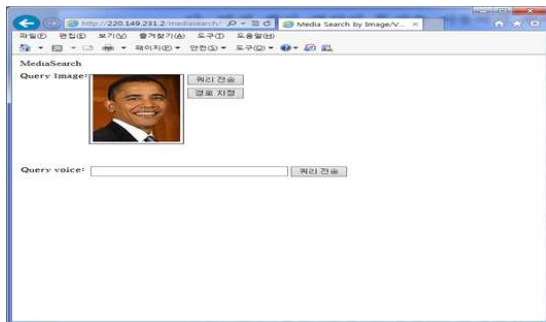 http://220.149.231.2/mediasearch/
Media Search by Image/V...
파일(F) 편집(E) 보기(V) 즐겨찾기(A) 도구(T) 도움말(H)
페이지(P) 안전(S) 도구(O)
MediaSearch
Query Image:
쿼리 전송
경로 지정
Query voice:
쿼리 전송